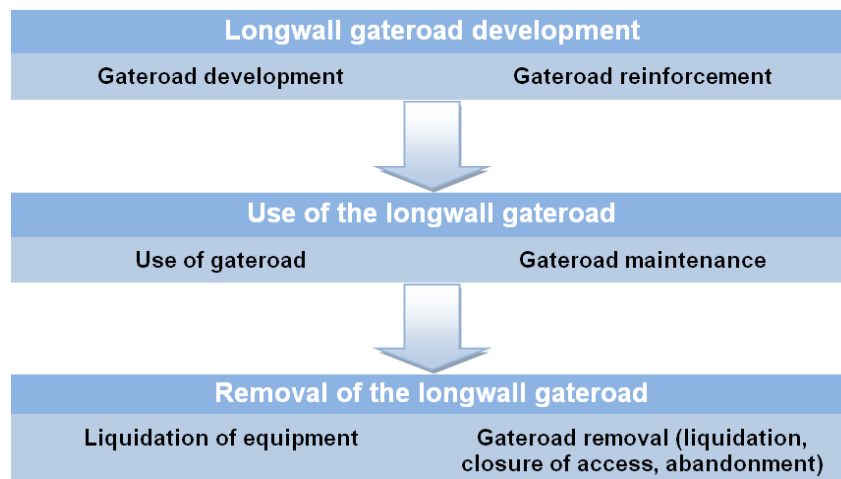 Longwall gateroad development
Gateroad development
Gateroad reinforcement
Use of the longwall gateroad
Use of gateroad
Gateroad maintenance
Removal of the longwall gateroad
Liquidation of equipment
Gateroad removal (liquidation,
closure of access, abandonment)